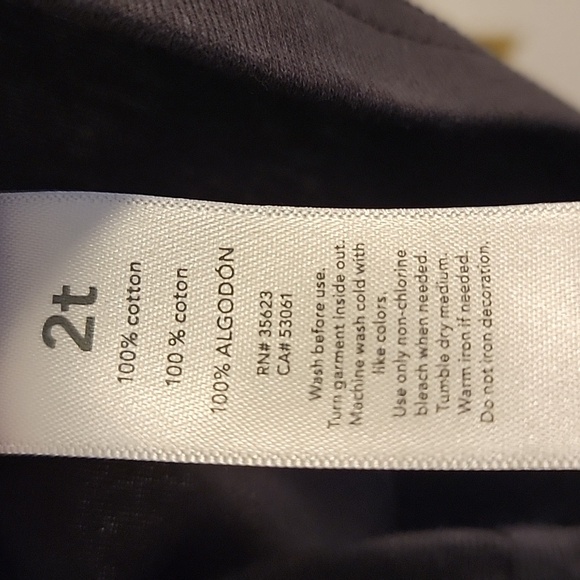 2t
100% cotton
100 % coton
100% ALGODÓN
RN# 35623
CA# 53061
Wash before use.
Turn garment inside out.
Machine wash cold with
like colors.
Use only non-chlorine
bleach when needed.
Tumble dry medium.
Warm iron if needed.
Do not iron decoration.